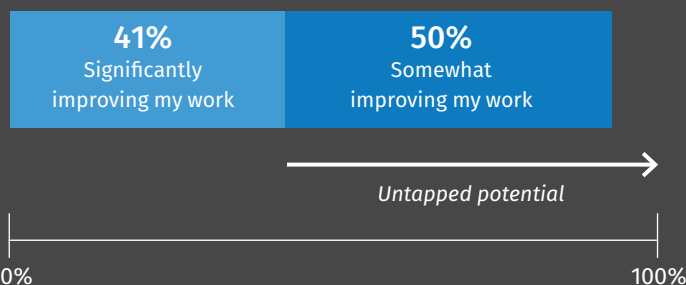 41%
Significantly
improving my work
50%
Somewhat
improving my work
Untapped potential
0%
100%